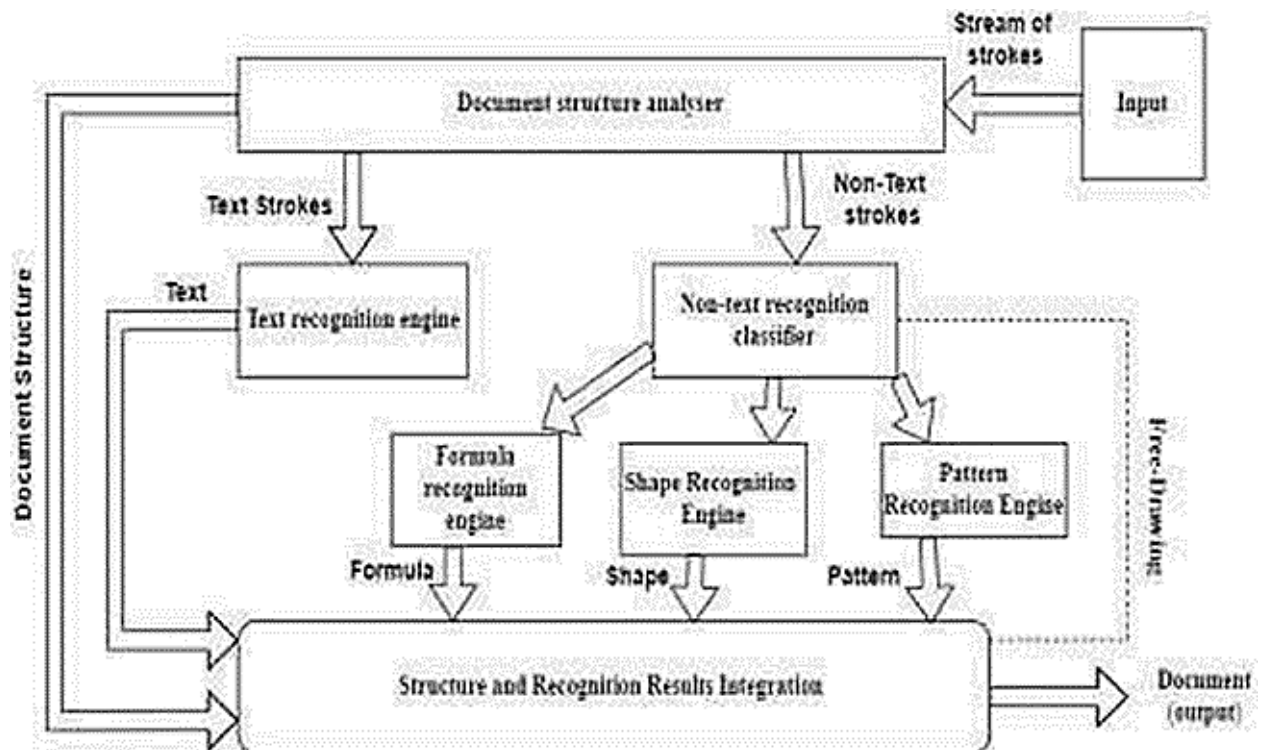 Stream of
strokes
Input
Document structure analyser
Text Strokes
Non-Text
strokes
Document Structure
Text
Text recognition engine
Non-text recognition
classifier
Free-Drawing
Formula
recognition
engine
Shape Recognition
Engine
Pattern
Recognition Engine
Formula
Shape
Pattern
Structure and Recognition Results Integration
Document
(output)